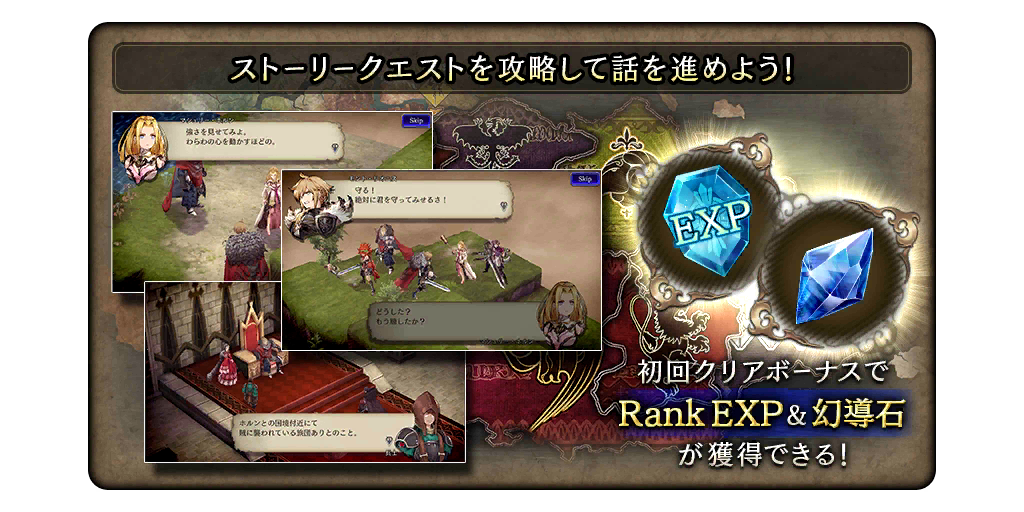 ストーリークエストを攻略して話を進めよう!
Skip
強さを見せてみよ。
わらわの心を動かすほどの。
Skip
守る!
絶対に君を守ってみせるさ!
どうした?
もう臆したか?
ホルンとの国境付近にて
賊に襲われている旅団ありとのこと。
兵士
EXP
初回クリアボーナスで
Rank EXP & 幻導石
が獲得できる!